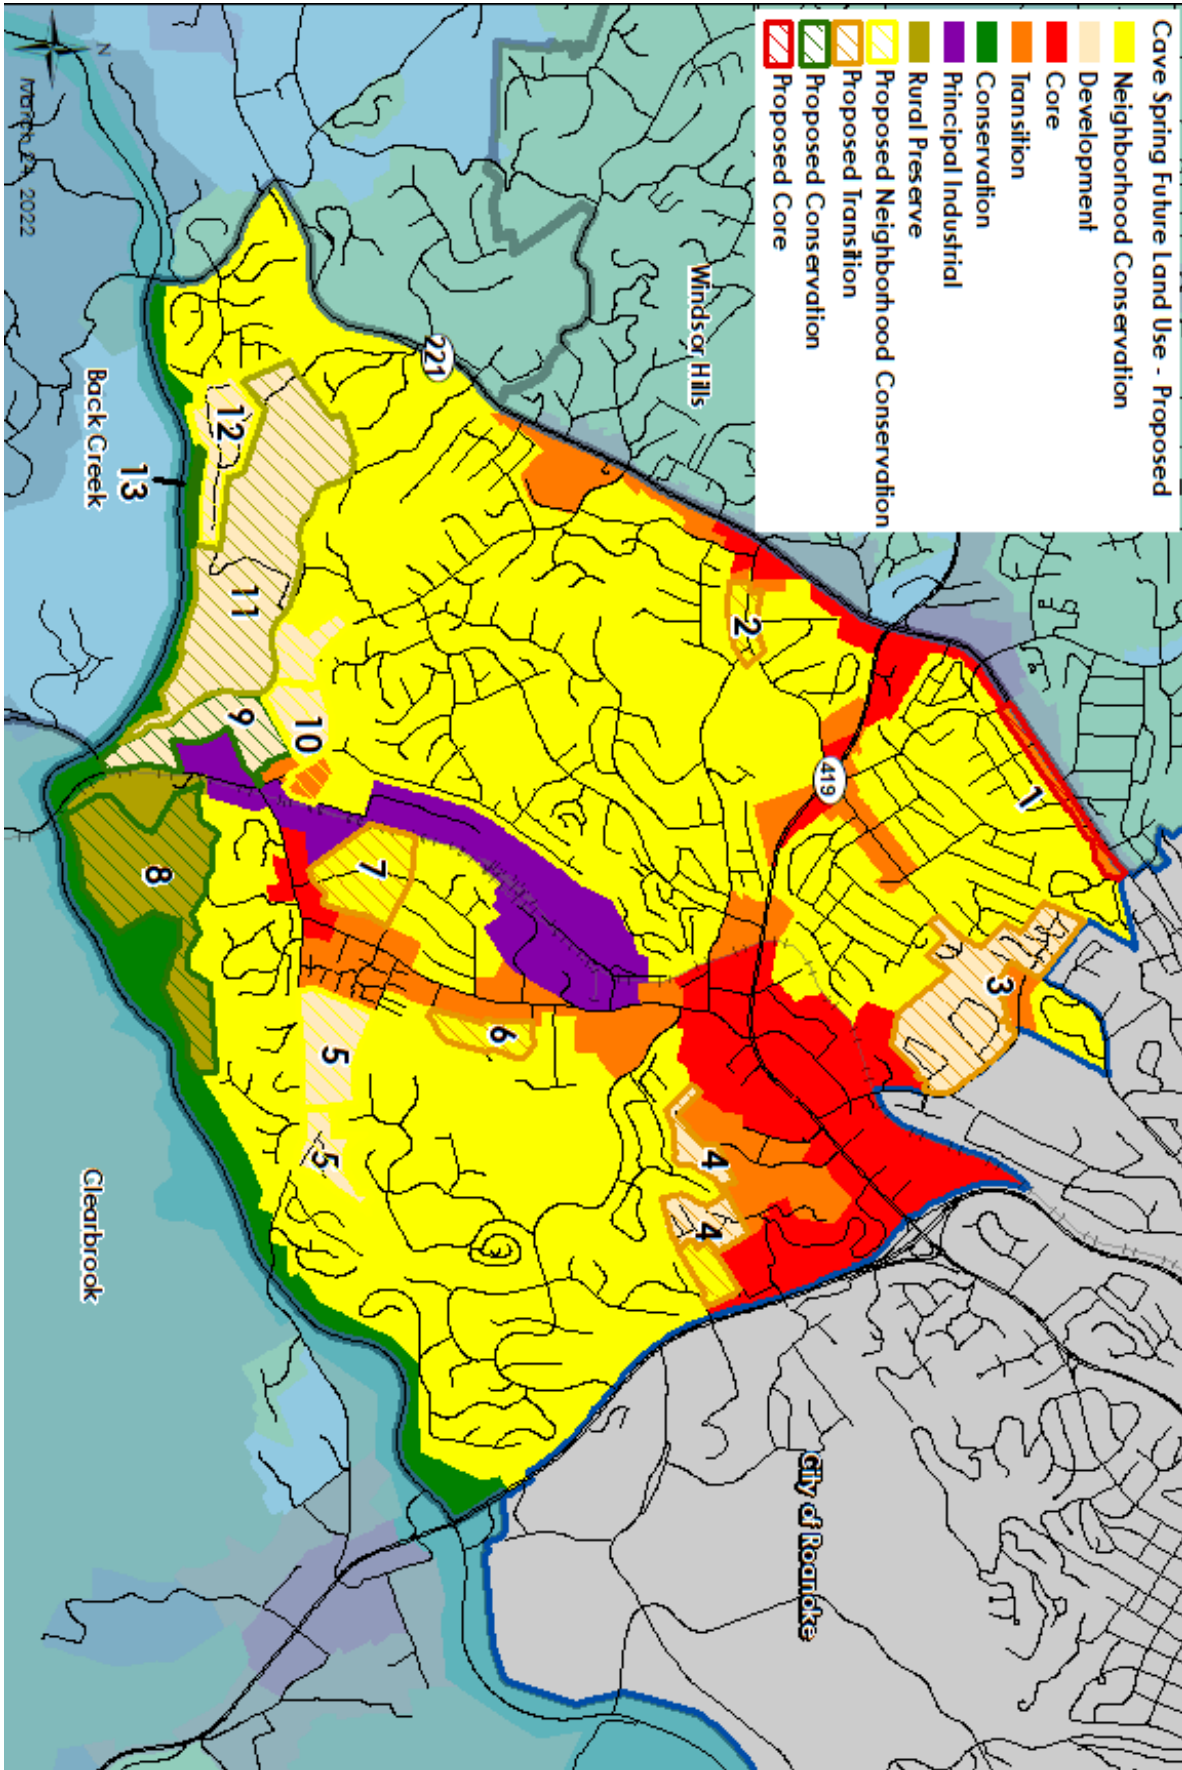 Cave Spring Future Land Use - Proposed
Neighborhood Conservation
Development
Core
Transition
Conservation
Principal Industrial
Rural Preserve
Proposed Neighborhood Conservation
Proposed Transition
Proposed Conservation
Proposed Core
Windsor Hills
City of Roanoke
Back Creek
Clearbrook
221
419
1
2
3
4
4
5
5
6
7
8
9
10
11
12
13
N
March 24, 2022